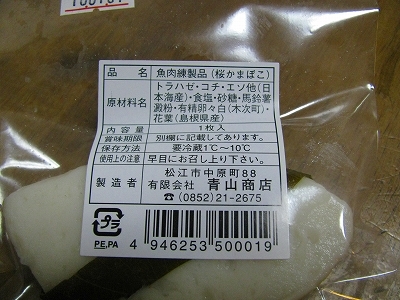 品名 魚肉練製品(桜かまぼこ)
原材料名 トラハゼ・コチ・エソ他(日
本海産)・食塩・砂糖・馬鈴薯
澱粉・有精卵々白(木次町)・
花葉(島根県産)
内容量 1枚入
賞味期限 別欄に記載してあります。
保存方法 要冷蔵1℃〜10℃
使用上の注意 早目にお召し上り下さい。
製造者 松江市中原町88
有限会社 青山商店
☎(0852)21-2675
プラ
PE,PA
4 946253 500019